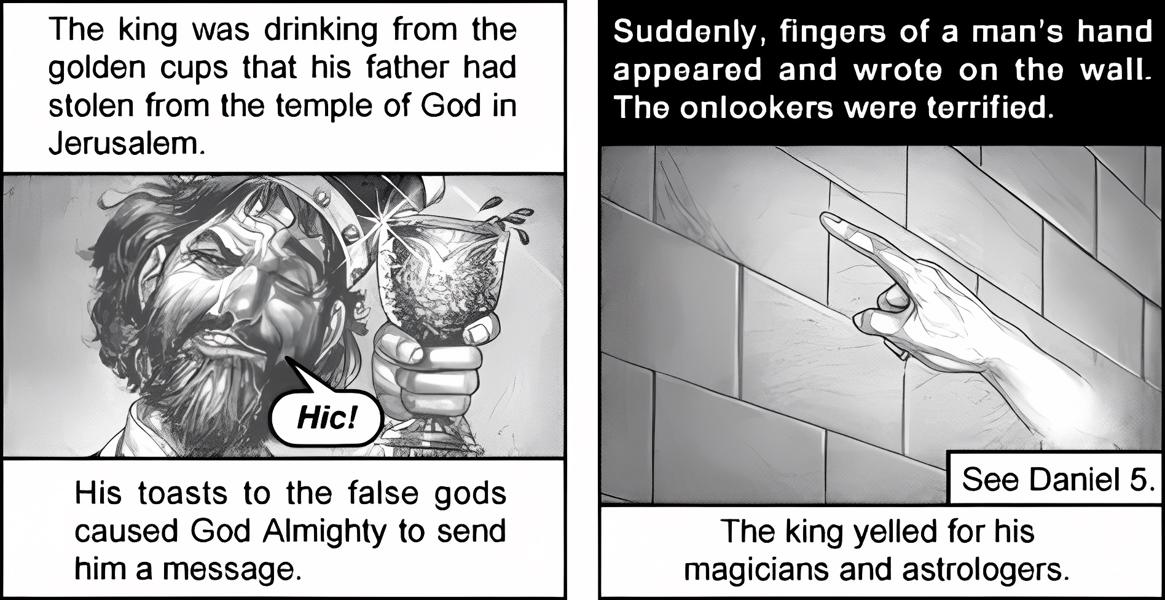 The king was drinking from the
golden cups that his father had
stolen from the temple of God in
Jerusalem.
Hic!
His toasts to the false gods
caused God Almighty to send
him a message.
Suddenly, fingers of a man's hand
appeared and wrote on the wall.
The onlookers were terrified.
See Daniel 5.
The king yelled for his
magicians and astrologers.